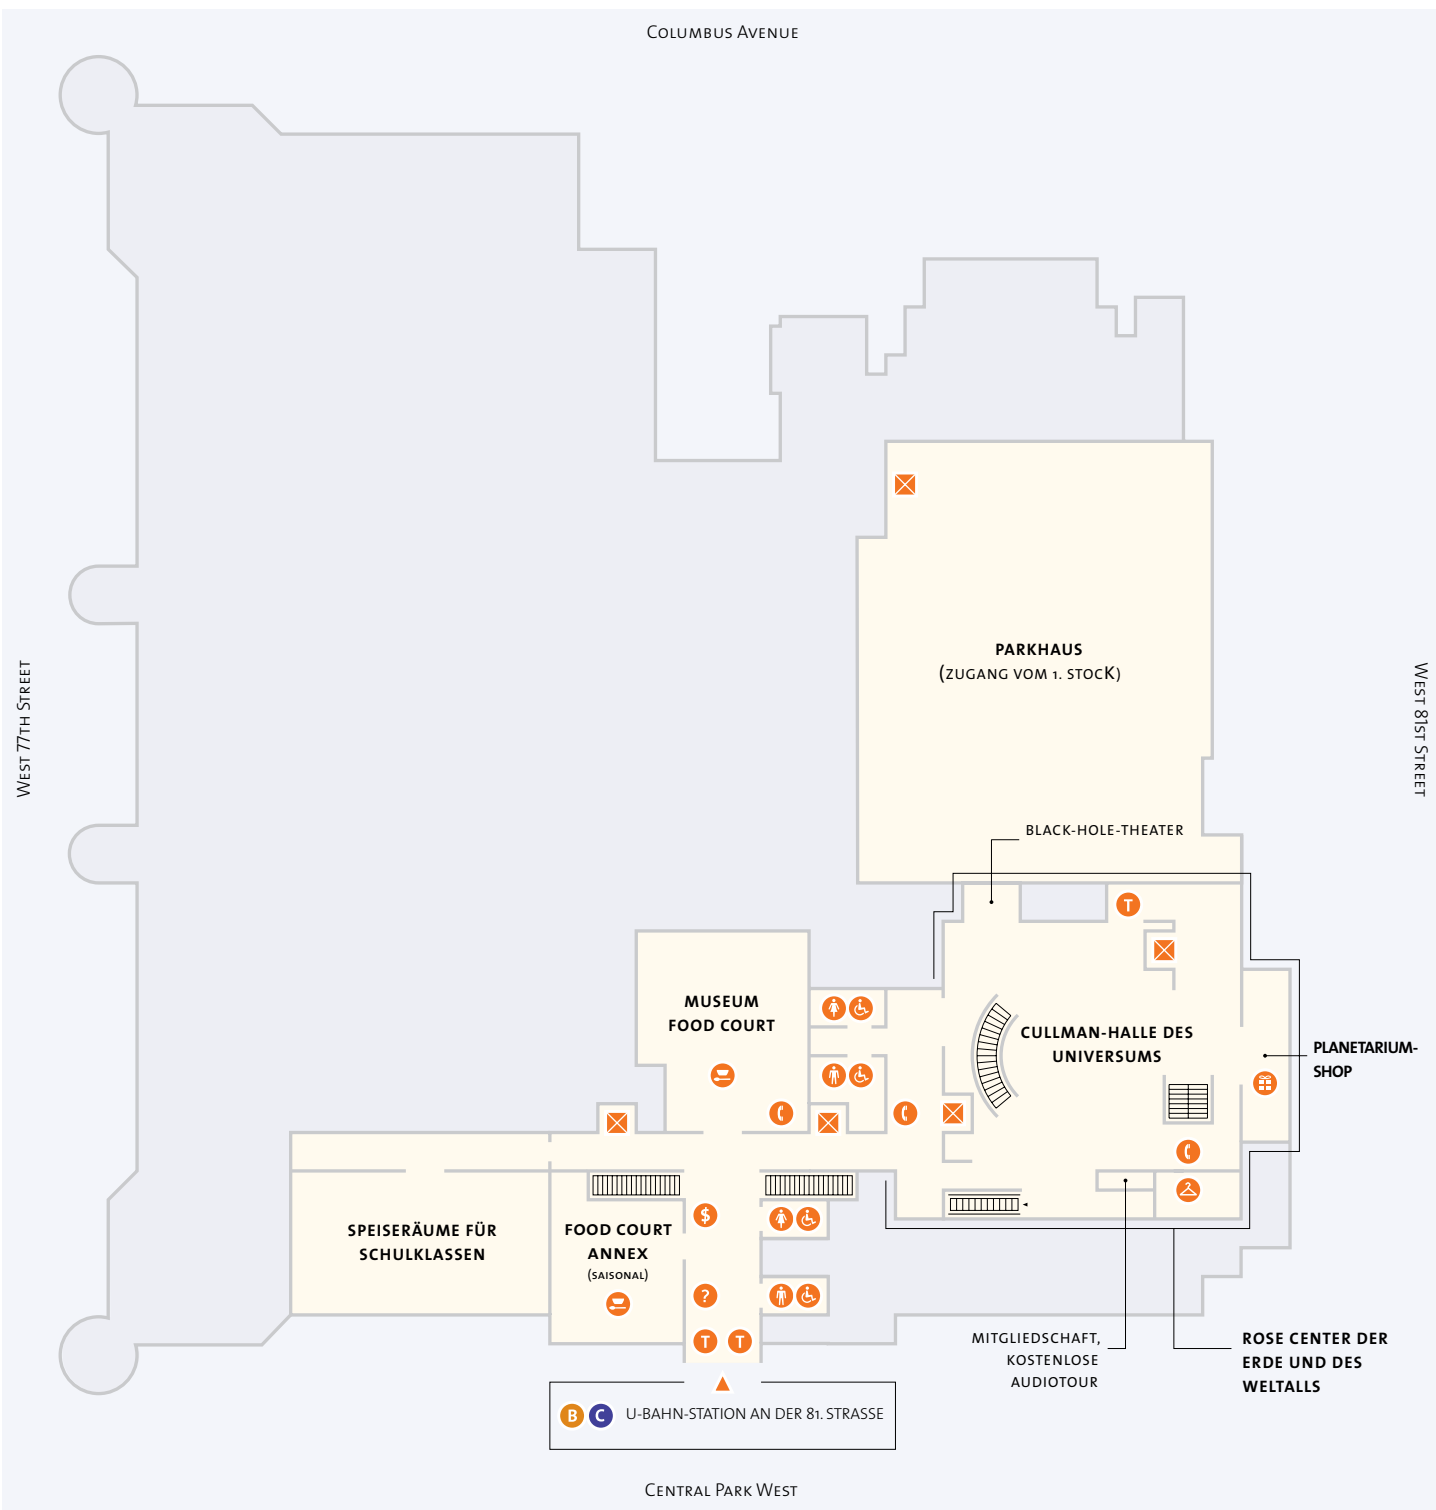 Columbus Avenue
West 77th Street
West 81st Street
PARKHAUS
(ZUGANG VOM 1. STOCK)
BLACK-HOLE-THEATER
T
MUSEUM
FOOD COURT
CULLMAN-HALLE DES
UNIVERSUMS
PLANETARIUM-
SHOP
SPEISERÄUME FÜR
SCHULKLASSEN
FOOD COURT
ANNEX
(SAISONAL)
$
?
T T
MITGLIEDSCHAFT,
KOSTENLOSE
AUDIOTOUR
ROSE CENTER DER
ERDE UND DES
WELTALLS
B C U-BAHN-STATION AN DER 81. STRASSE
Central Park West